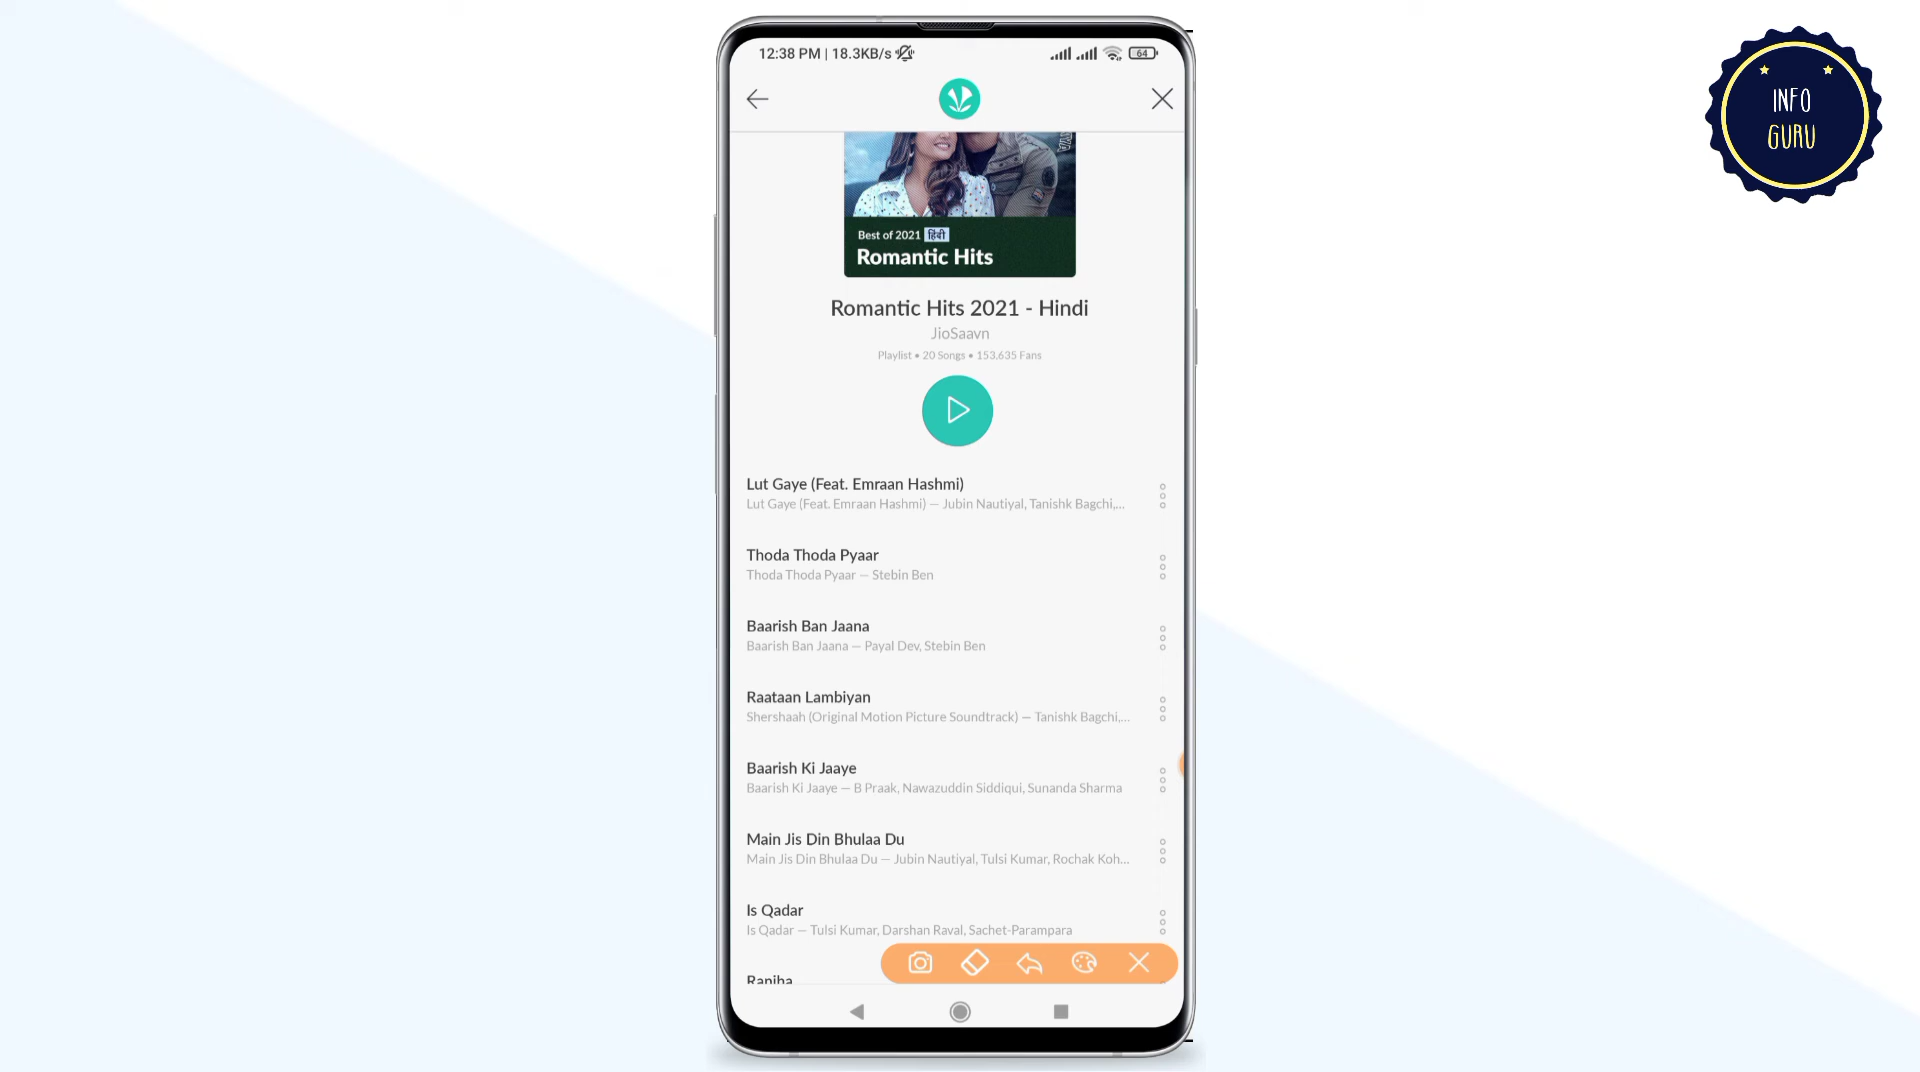 12:38 PM | 18.3KB/s
64
INFO
GURU
Best of 2021 हिंदी
Romantic Hits
Romantic Hits 2021 - Hindi
JioSaavn
Playlist • 20 Songs • 153,635 Fans
Lut Gaye (Feat. Emraan Hashmi)
Lut Gaye (Feat. Emraan Hashmi) — Jubin Nautiyal, Tanishk Bagchi,...
Thoda Thoda Pyaar
Thoda Thoda Pyaar — Stebin Ben
Baarish Ban Jaana
Baarish Ban Jaana — Payal Dev, Stebin Ben
Raataan Lambiyan
Shershaah (Original Motion Picture Soundtrack) — Tanishk Bagchi,...
Baarish Ki Jaaye
Baarish Ki Jaaye — B Praak, Nawazuddin Siddiqui, Sunanda Sharma
Main Jis Din Bhulaa Du
Main Jis Din Bhulaa Du — Jubin Nautiyal, Tulsi Kumar, Rochak Koh...
Is Qadar
Is Qadar — Tulsi Kumar, Darshan Raval, Sachet-Parampara